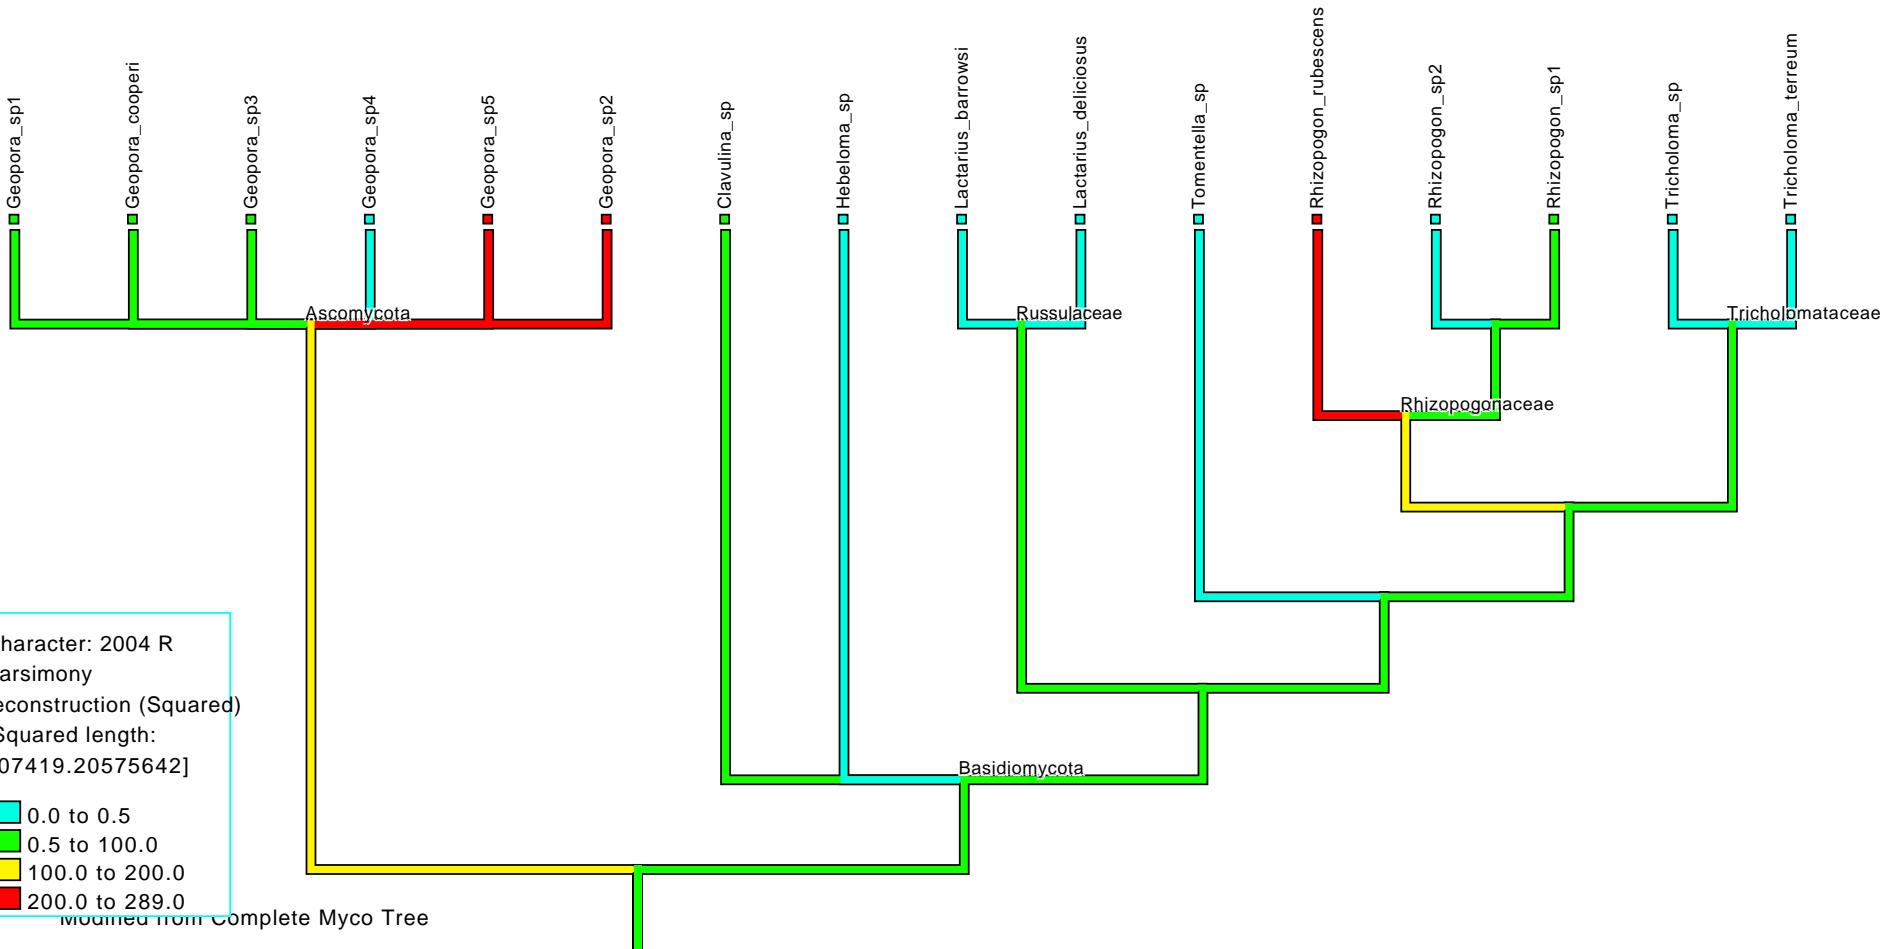 Geopora_sp1
Geopora_cooperi
Geopora_sp3
Geopora_sp4
Geopora_sp5
Geopora_sp2
Clavulina_sp
Hebeloma_sp
Lactarius_barrowsi
Lactarius_deliciosus
Tomentella_sp
Rhizopogon_rubescens
Rhizopogon_sp2
Rhizopogon_sp1
Tricholoma_sp
Tricholoma_terreum
Ascomycota
Russulaceae
Tricholomataceae
Rhizopogonaceae
Basidiomycota
haracter: 2004 R
arsimony
econstruction (Squared)
Squared length:
07419.20575642]
0.0 to 0.5
0.5 to 100.0
100.0 to 200.0
200.0 to 289.0
Modified from Complete Myco Tree